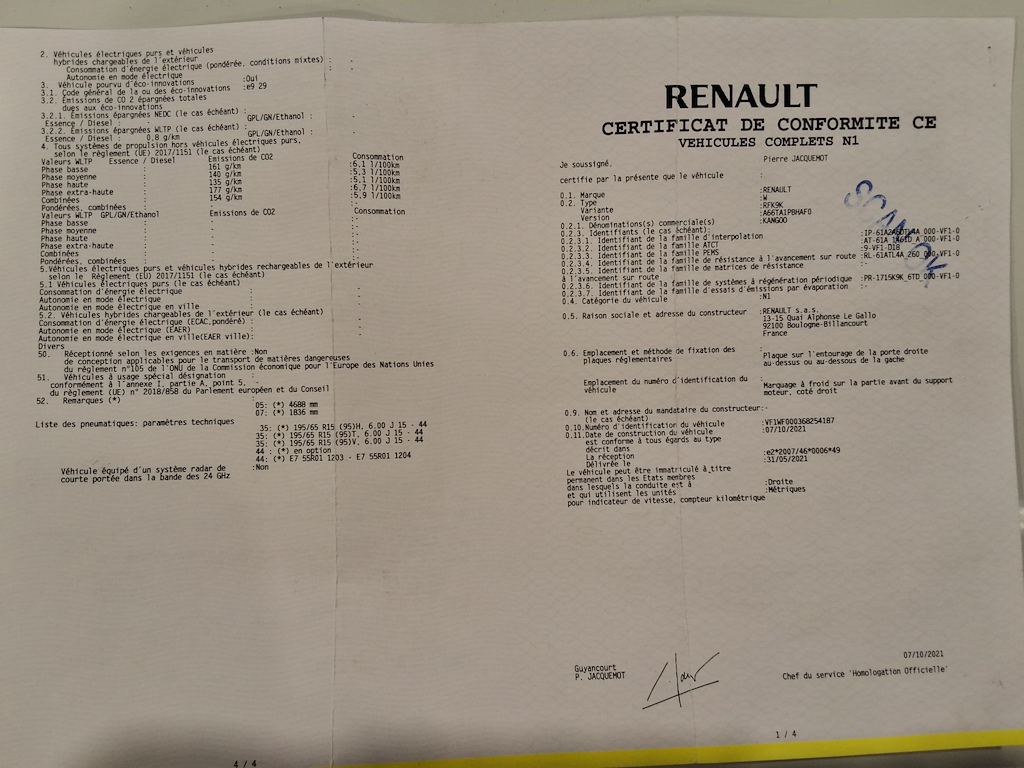 2. Véhicules électriques purs et véhicules
hybrides chargeables de l'extérieur
Consommation d'énergie électrique (pondérée, conditions mixtes) : -
Autonomie en mode électrique : -
3. Véhicule pourvu d'éco-innovations :Oui
3.1. Code général de la ou des éco-innovations :e9 29
3.2. Emissions de CO 2 épargnées totales
dues aux éco-innovations
3.2.1. Emissions épargnées NEDC (le cas échéant) :
Essence / Diesel : - GPL/GN/Ethanol : -
3.2.2. Emissions épargnées WLTP (le cas échéant) :
Essence / Diesel : 0,8 g/km GPL/GN/Ethanol : -
4. Tous systèmes de propulsion hors véhicules électriques purs,
selon le règlement (UE) 2017/1151 (le cas échéant)
Valeurs WLTP Essence / Diesel Emissions de CO2 Consommation
Phase basse : 161 g/km :6.1 l/100km
Phase moyenne : 140 g/km :5.3 l/100km
Phase haute : 135 g/km :5.1 l/100km
Phase extra-haute : 177 g/km :6.7 l/100km
Combinées : 154 g/km :5.9 l/100km
Pondérées, combinées : - :-
Valeurs WLTP GPL/GN/Ethanol Emissions de CO2 Consommation
Phase basse : - :-
Phase moyenne : - :-
Phase haute : - :-
Phase extra-haute : - :-
Combinées : - :-
Pondérées, combinées : - :-
5.Véhicules électriques purs et véhicules hybrides rechargeables de l'extérieur
selon le Règlement (EU) 2017/1151 (le cas échéant)
5.1 Véhicules électriques purs (le cas échéant)
Consommation d'énergie électrique : -
Autonomie en mode électrique : -
Autonomie en mode électrique en ville : -
5.2. Véhicules hybrides chargeables de l'extérieur (le cas échéant)
Consommation d'énergie électrique (ECAC,pondéré) : -
Autonomie en mode électrique (EAER) : -
Autonomie en mode électrique en ville(EAER ville): -
Divers
50. Réceptionné selon les exigences en matière :Non
de conception applicables pour le transport de matières dangereuses
du règlement n°105 de l'ONU de la Commission économique pour l'Europe des Nations Unies
51. Véhicules à usage spécial désignation :
conformément à l'annexe I, partie A, point 5. -
du règlement (UE) n° 2018/858 du Parlement européen et du Conseil
52. Remarques (*) :
05: (*) 4688 mm
07: (*) 1836 mm
Liste des pneumatiques: paramètres techniques
35: (*) 195/65 R15 (95)H, 6.00 J 15 - 44
35: (*) 195/65 R15 (95)T, 6.00 J 15 - 44
35: (*) 195/65 R15 (95)V, 6.00 J 15 - 44
44 : (*) en option
44: (*) E7 55R01 1203 - E7 55R01 1204
Véhicule équipé d'un système radar de :Non
courte portée dans la bande des 24 GHz
4 / 4
RENAULT
CERTIFICAT DE CONFORMITE CE
VEHICULES COMPLETS N1
Je soussigné, Pierre JACQUEMOT
certifie par la présente que le véhicule :
0.1. Marque :RENAULT
0.2. Type :W
Variante :RFK9K
Version :A66TA1PBHAF0
0.2.1. Dénominations(s) commerciale(s) :KANGOO
0.2.3. Identifiants (le cas échéant):
0.2.3.1. Identifiant de la famille d'interpolation
0.2.3.2. Identifiant de la famille ATCT
0.2.3.3. Identifiant de la famille PEMS :9-VF1-D18
0.2.3.4. Identifiant de la famille de résistance à l'avancement sur route :RL-61ATL4A_260_000-VF1-0
0.2.3.5. Identifiant de la famille de matrices de résistance :-
à l'avancement sur route
0.2.3.6. Identifiant de la famille de systèmes à régénération périodique :PR-1715K9K_6TD_000-VF1-0
0.2.3.7. Identifiant de la famille d'essais d'émissions par évaporation :-
0.4. Catégorie du véhicule :N1
SCAN OK
0.5. Raison sociale et adresse du constructeur :RENAULT s.a.s.
13-15 Quai Alphonse Le Gallo
92100 Boulogne-Billancourt
France
0.6. Emplacement et méthode de fixation des :
plaques réglementaires Plaque sur l'entourage de la porte droite
au-dessus ou au-dessous de la gache
Emplacement du numéro d'identification du :
véhicule Marquage à froid sur la partie avant du support
moteur, coté droit
0.9. Nom et adresse du mandataire du constructeur:-
(le cas échéant)
0.10.Numéro d'identification du véhicule :VF1WF000368254187
0.11.Date de construction du véhicule :07/10/2021
est conforme à tous égards au type
décrit dans
La réception :e2*2007/46*0006*49
Délivrée le :31/05/2021
Le véhicule peut être immatriculé à titre
permanent dans les Etats membres
dans lesquels la conduite est à :Droite
et qui utilisent les unités :Métriques
pour indicateur de vitesse, compteur kilométrique
07/10/2021
Guyancourt
P. JACQUEMOT
Chef du service 'Homologation Officielle'
1 / 4